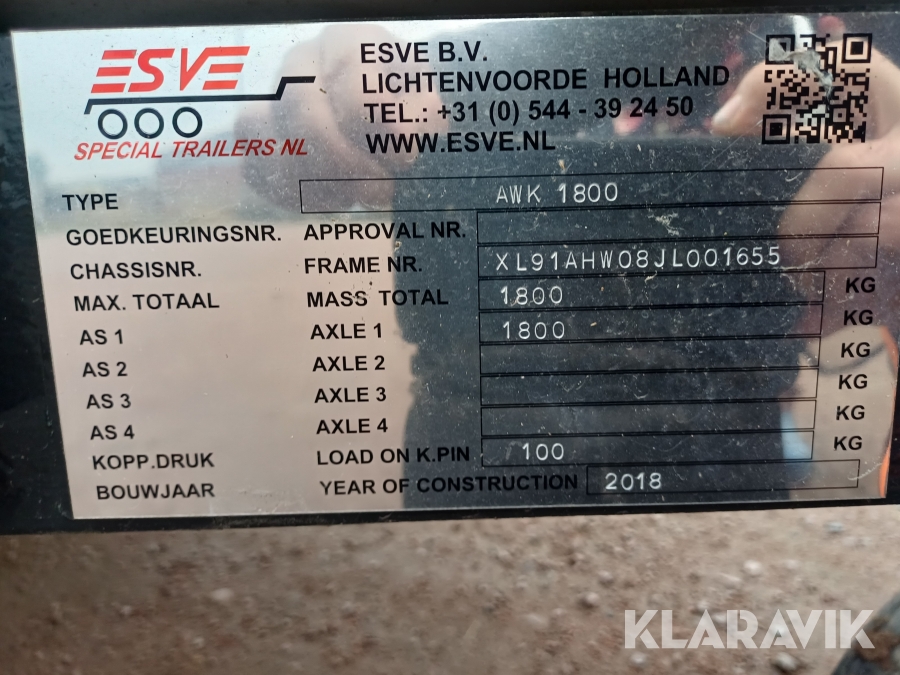 ESVE
SPECIAL TRAILERS NL
ESVE B.V.
LICHTENVOORDE HOLLAND
TEL.: +31 (0) 544 - 39 24 50
WWW.ESVE.NL
TYPE AWK 1800
GOEDKEURINGSNR. APPROVAL NR.
CHASSISNR. FRAME NR. XL91AHW08JL001655
MAX. TOTAAL MASS TOTAL 1800 KG
AS 1 AXLE 1 1800 KG
AS 2 AXLE 2 KG
AS 3 AXLE 3 KG
AS 4 AXLE 4 KG
KOPP.DRUK LOAD ON K.PIN 100 KG
BOUWJAAR YEAR OF CONSTRUCTION 2018
KLARAVIK